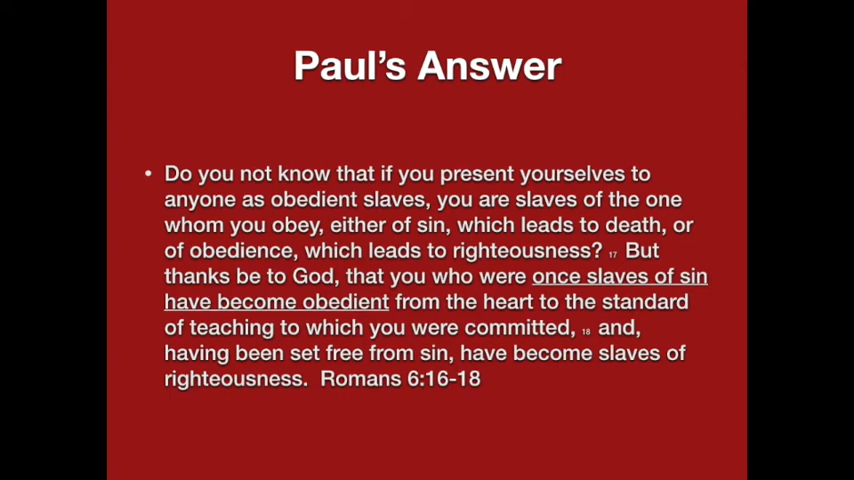 Paul's Answer
• Do you not know that if you present yourselves to
anyone as obedient slaves, you are slaves of the one
whom you obey, either of sin, which leads to death, or
of obedience, which leads to righteousness? 17 But
thanks be to God, that you who were once slaves of sin
have become obedient from the heart to the standard
of teaching to which you were committed, 18 and,
having been set free from sin, have become slaves of
righteousness.  Romans 6:16-18